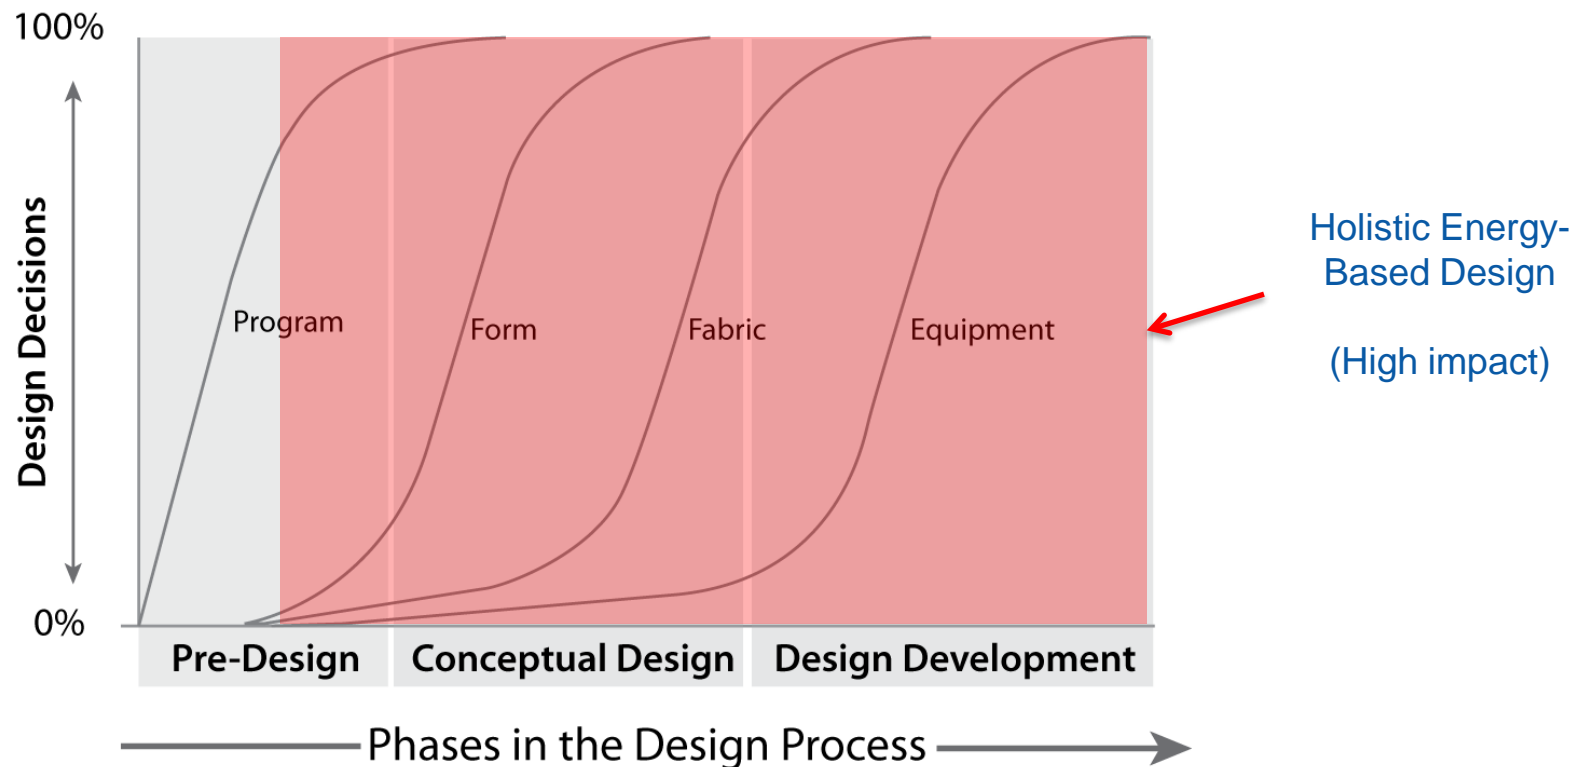 100%
Design Decisions
Program
Form
Fabric
Equipment
Holistic Energy-
Based Design
(High impact)
0%
Pre-Design
Conceptual Design
Design Development
Phases in the Design Process